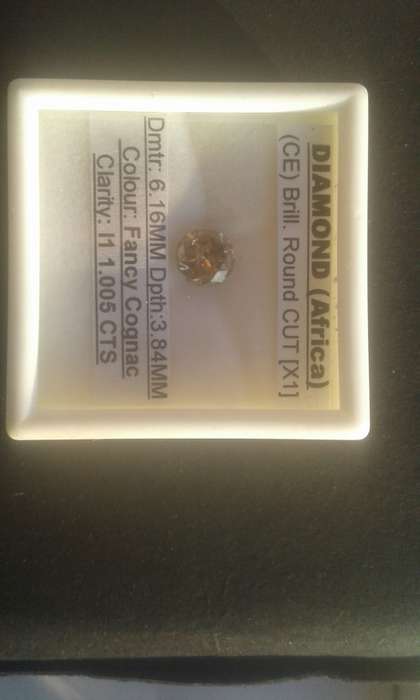 DIAMOND (Africa)
(CE) Brill. Round CUT [X1]
Dmtr: 6.16MM Dpth:3.84MM
Colour: Fancy Cognac
Clarity: I1 1.005 CTS